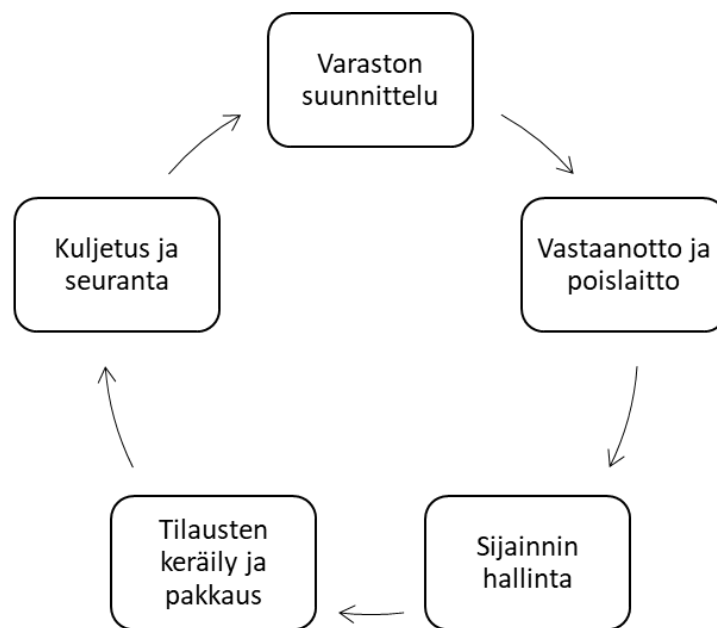 Varaston
suunnittelu
Vastaanotto ja
poislaitto
Sijainnin
hallinta
Tilausten
keräily ja
pakkaus
Kuljetus ja
seuranta